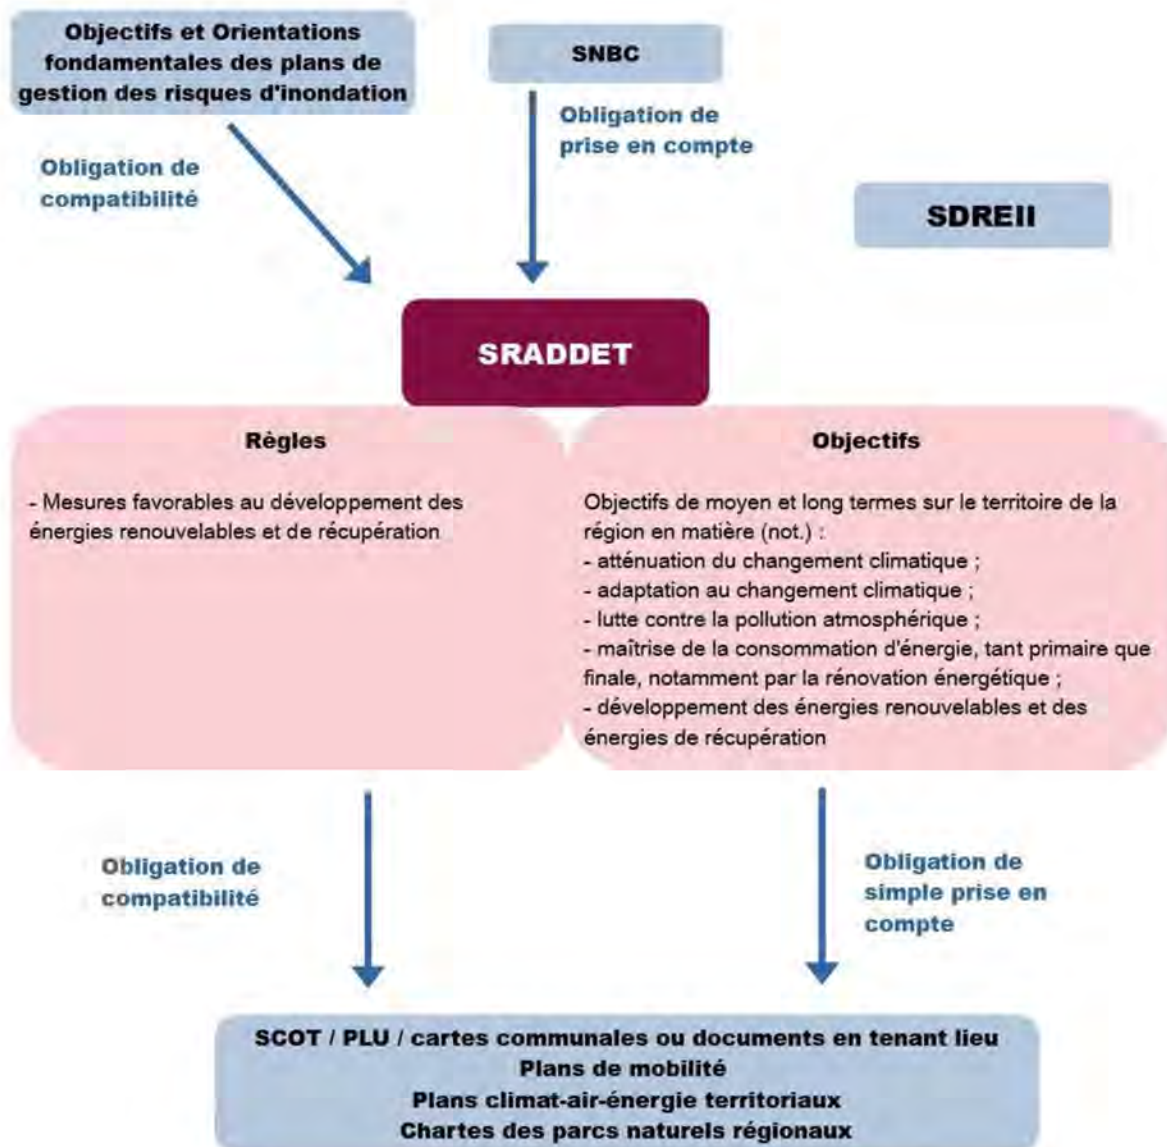 Objectifs et Orientations
fondamentales des plans de
gestion des risques d'inondation
SNBC
Obligation de
compatibilité
Obligation de
prise en compte
SDREII
SRADDET
Règles
- Mesures favorables au développement des
énergies renouvelables et de récupération
Objectifs
Objectifs de moyen et long termes sur le territoire de la
région en matière (not.) :
- atténuation du changement climatique ;
- adaptation au changement climatique ;
- lutte contre la pollution atmosphérique ;
- maîtrise de la consommation d'énergie, tant primaire que
finale, notamment par la rénovation énergétique ;
- développement des énergies renouvelables et des
énergies de récupération
Obligation de
compatibilité
Obligation de
simple prise en
compte
SCOT / PLU / cartes communales ou documents en tenant lieu
Plans de mobilité
Plans climat-air-énergie territoriaux
Chartes des parcs naturels régionaux